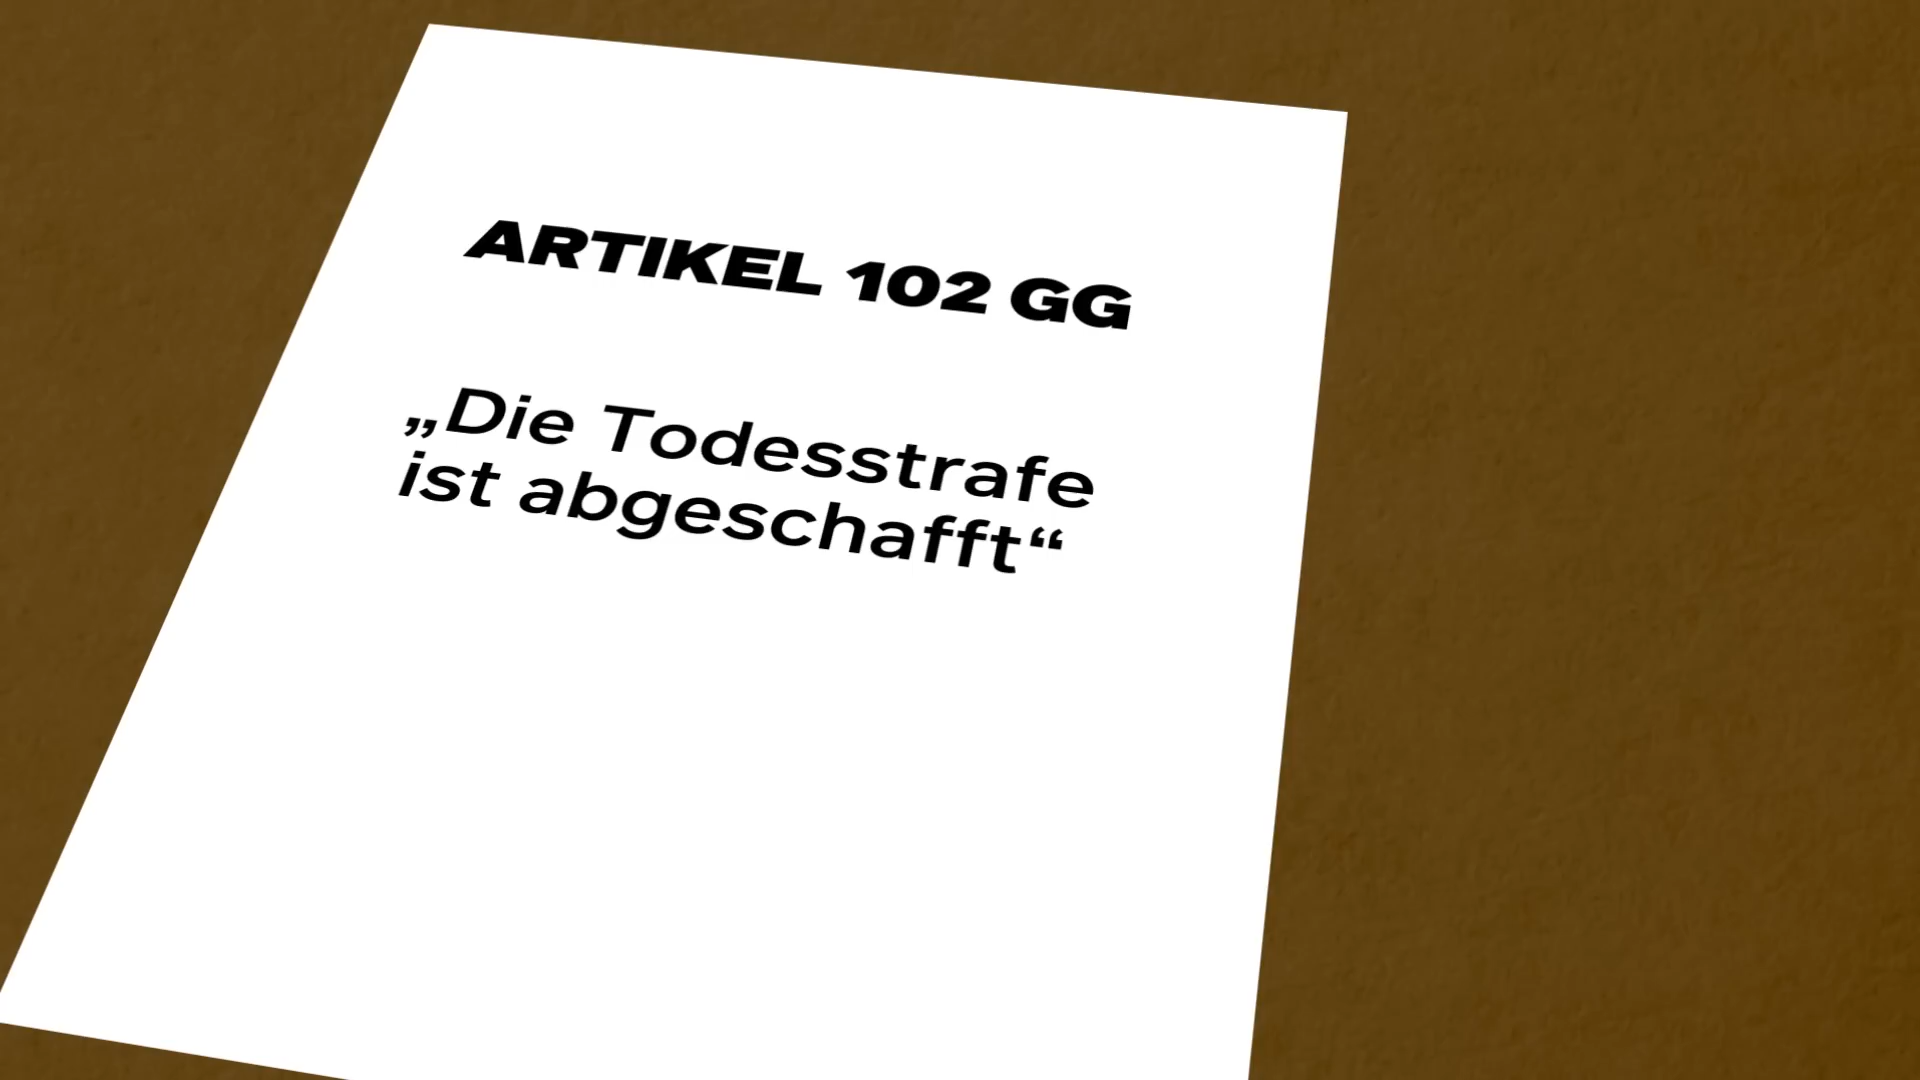 ARTIKEL 102 GG
„Die Todesstrafe
ist abgeschafft“